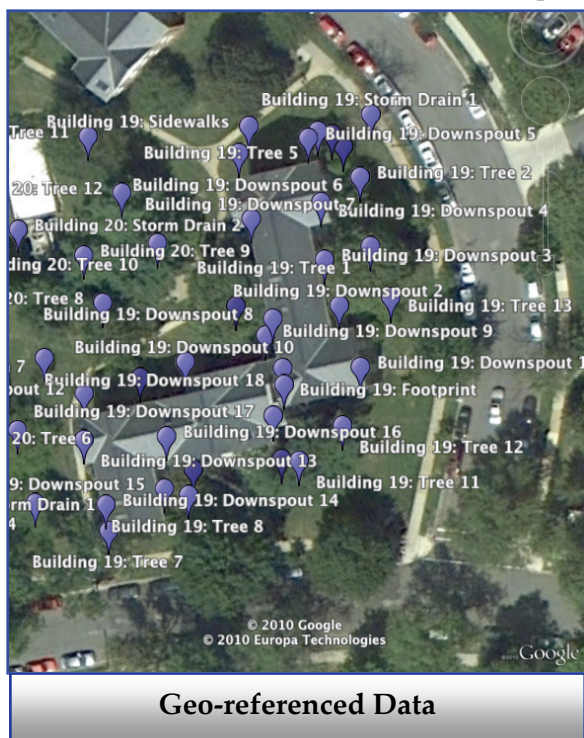 Building 19: Storm Drain 1
Building 19: Sidewalks
Tree 11
Building 19: Downspout 5
Building 19: Tree 5
Building 19: Tree 2
20: Tree 12
Building 19: Downspout 6
Building 19: Downspout 7
Downspout 4
Building 20: Storm Drain 2
Building 20: Tree 9
Building 19: Downspout 3
20: Tree 10
Building 19: Tree 1
Building 19: Downspout 2
20: Tree 8
Building 19: Downspout 8
Building 19: Tree 13
Building 19: Downspout 9
Building 19: Downspout 10
7
Building 19: Downspout 1
Building 19: Downspout 18
12
Building 19: Footprint
Building 19: Downspout 17
20: Tree 6
Building 19: Downspout 16
Building 19: Tree 12
Building 19: Downspout 13
9: Downspout 15
Building 19: Tree 11
Building 19: Downspout 14
Drain 1
4
Building 19: Tree 8
Building 19: Tree 7
© 2010 Google
© 2010 Europa Technologies
Google
Geo-referenced Data